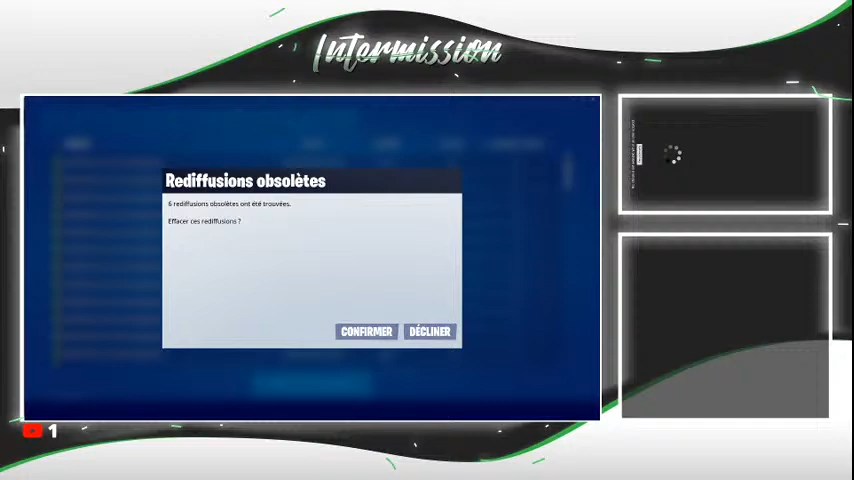 Intermission
Rediffusions obsolètes
6 rediffusions obsolètes ont été trouvées.
Effacer ces rediffusions ?
CONFIRMER
DÉCLINER
1